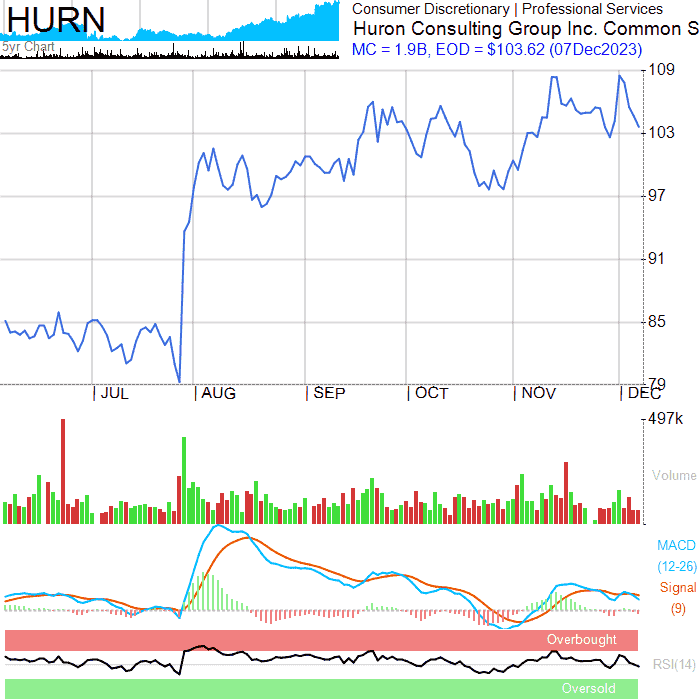 HURN
5yr Chart
Consumer Discretionary | Professional Services
Huron Consulting Group Inc. Common S
MC = 1.9B, EOD = $103.62 (07Dec2023)
109
103
97
91
85
79
JUL AUG SEP OCT NOV DEC
497k
Volume
MACD
(12-26)
Signal
(9)
Overbought
RSI(14)
Oversold